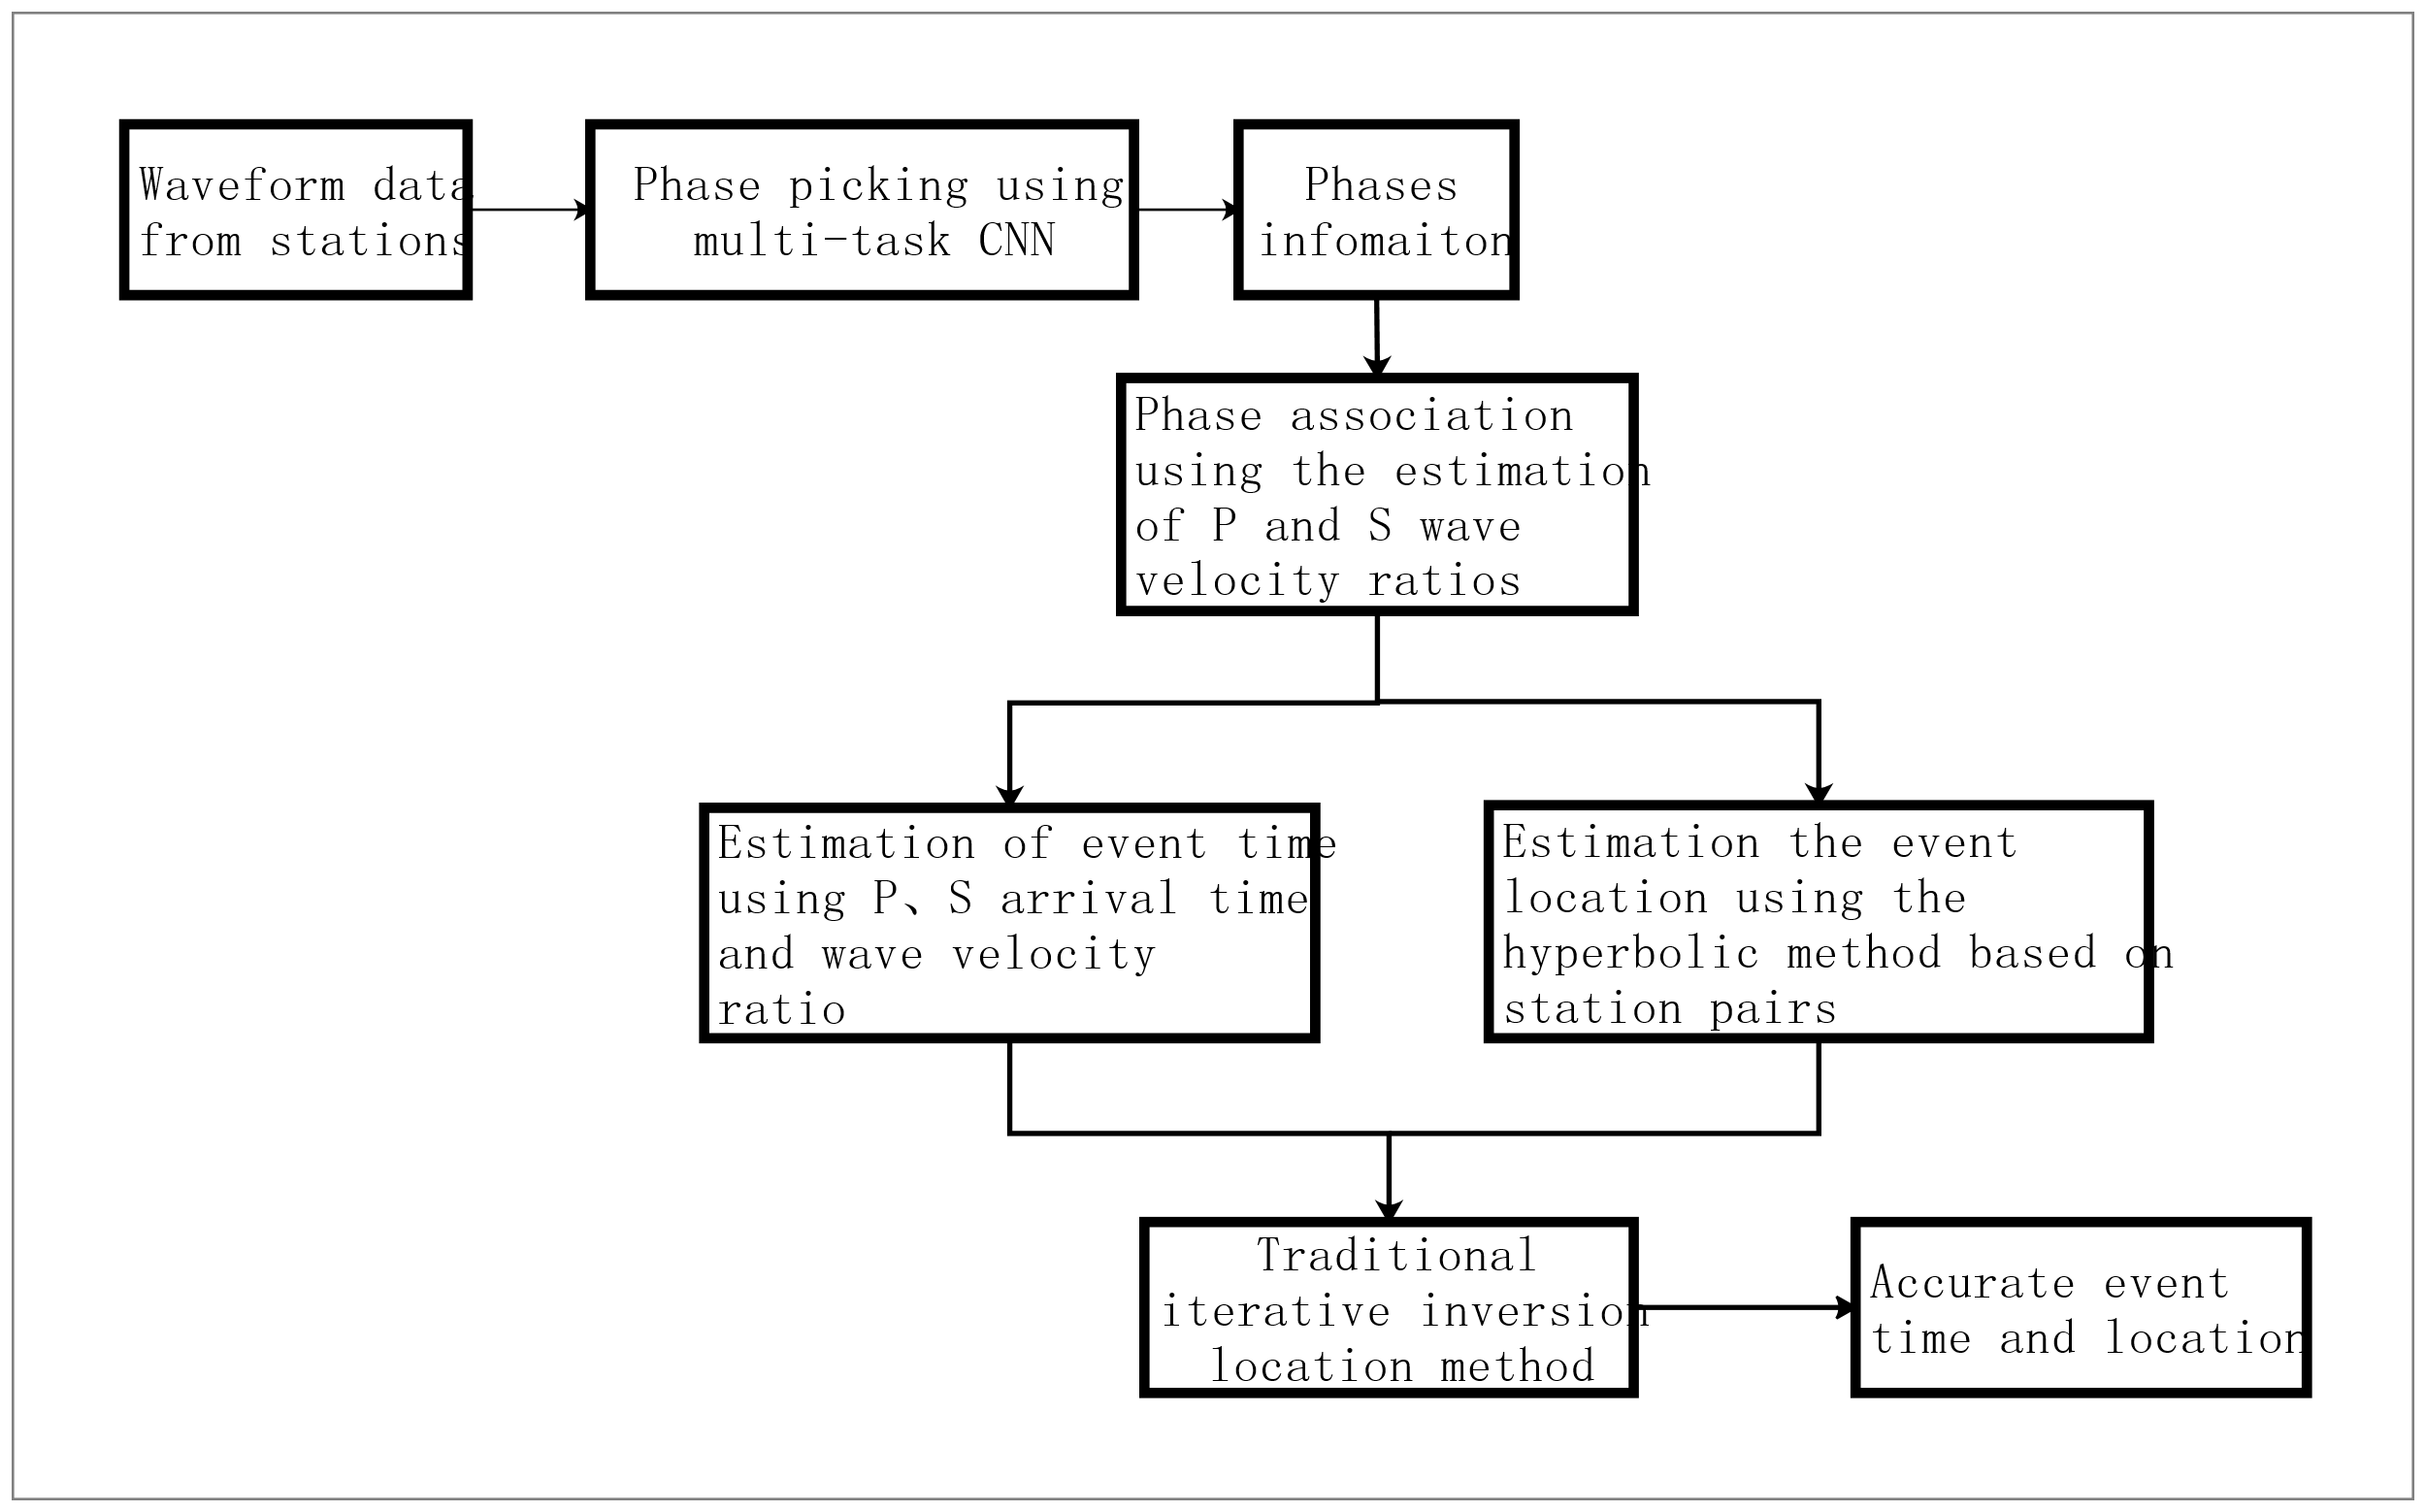 Waveform data
from stations
Phase picking using
multi-task CNN
Phases
infomaiton
Phase association
using the estimation
of P and S wave
velocity ratios
Estimation of event time
using P、S arrival time
and wave velocity
ratio
Estimation the event
location using the
hyperbolic method based on
station pairs
Traditional
iterative inversion
location method
Accurate event
time and location